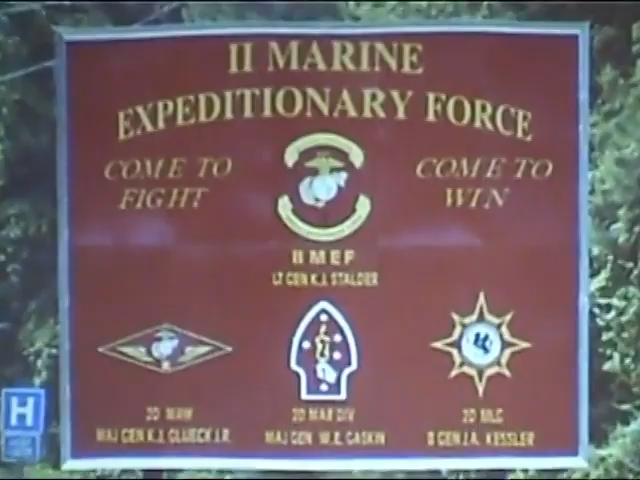 II MARINE
EXPEDITIONARY FORCE
COME TO
FIGHT
COME TO
WIN
II MEF
LT GEN K.J. STALDER
2D MAW
MAJ GEN K.J. GLUECK J.R.
2D MAR DIV
MAJ GEN W.E. GASKIN
2D MLG
B GEN J.A. KESSLER
H